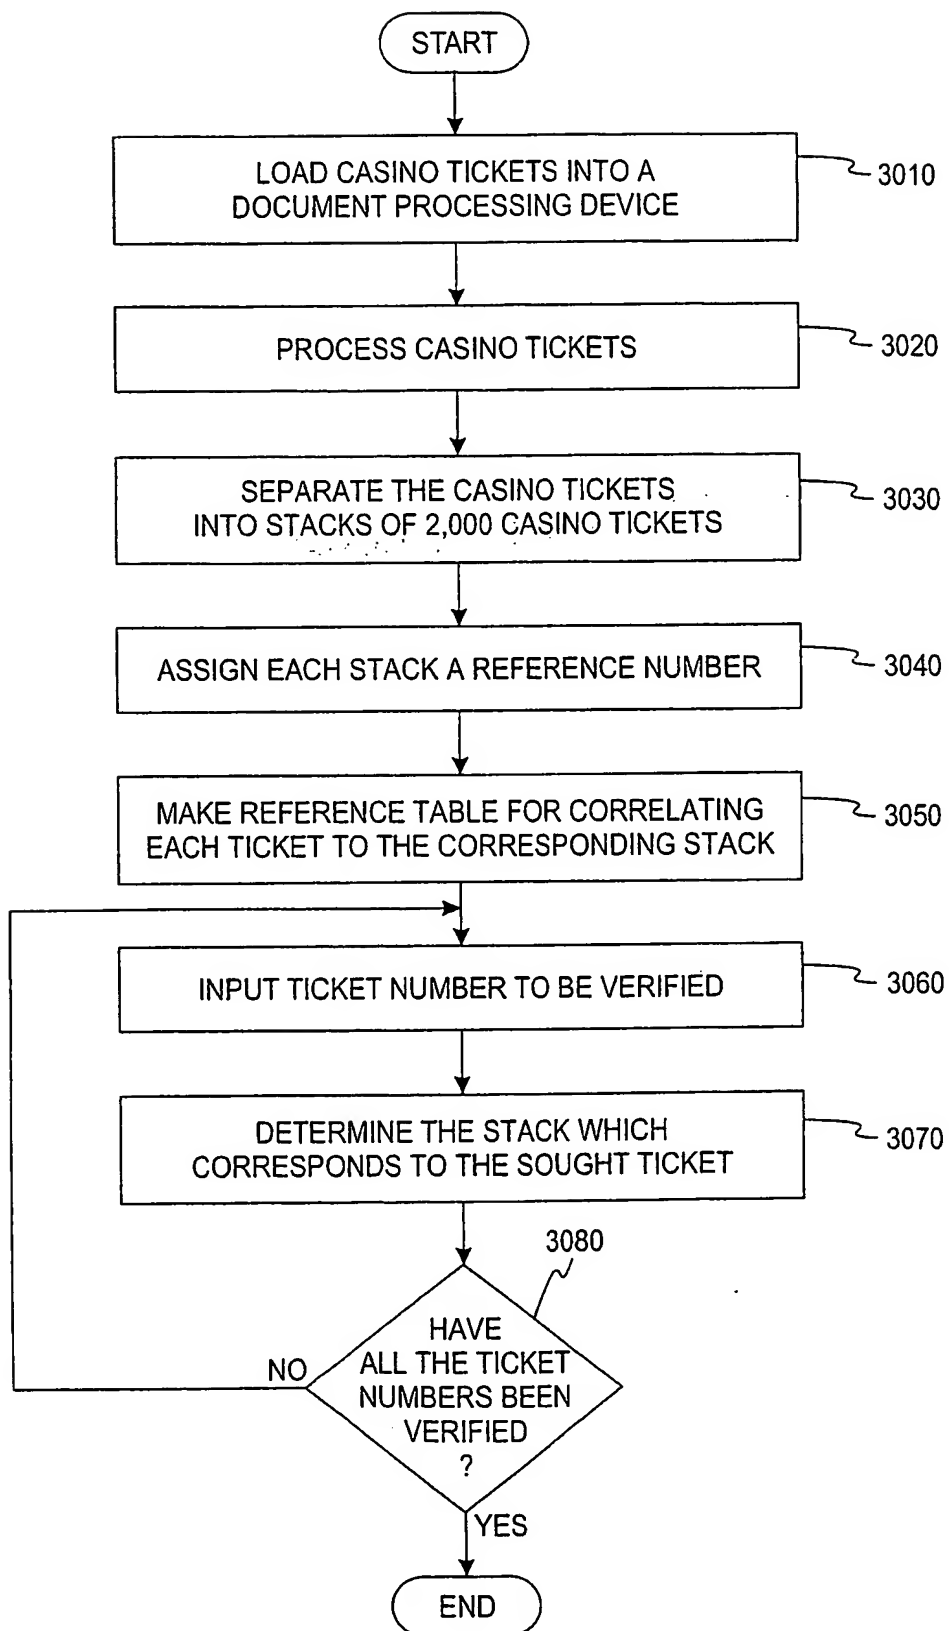 START
LOAD CASINO TICKETS INTO A
DOCUMENT PROCESSING DEVICE
3010
PROCESS CASINO TICKETS
3020
SEPARATE THE CASINO TICKETS
INTO STACKS OF 2,000 CASINO TICKETS
3030
ASSIGN EACH STACK A REFERENCE NUMBER
3040
MAKE REFERENCE TABLE FOR CORRELATING
EACH TICKET TO THE CORRESPONDING STACK
3050
INPUT TICKET NUMBER TO BE VERIFIED
3060
DETERMINE THE STACK WHICH
CORRESPONDS TO THE SOUGHT TICKET
3070
3080
HAVE
ALL THE TICKET
NUMBERS BEEN
VERIFIED
?
NO
YES
END